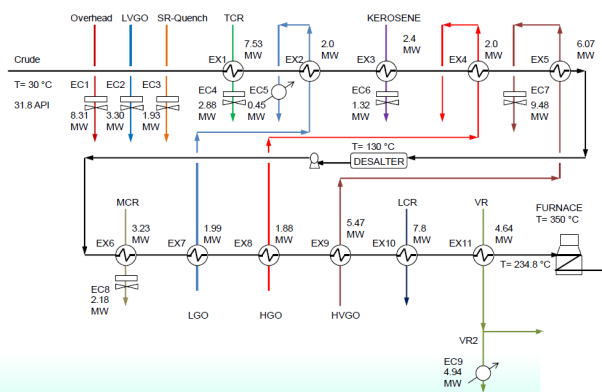 Overhead LVGO SR-Quench TCR KEROSENE
7.53
MW
2.0
MW
2.4
MW
2.0
MW
6.07
MW
Crude
EX1 EX2 EX3 EX4 EX5
T= 30 °C
31.8 API
EC1
8.31
MW
EC2
3.30
MW
EC3
1.93
MW
EC4
2.88
MW
EC5
0.45
MW
EC6
1.32
MW
EC7
9.48
MW
T= 130 °C
DESALTER
MCR LCR VR FURNACE
T= 350 °C
3.23
MW
1.99
MW
1.88
MW
5.47
MW
7.8
MW
4.64
MW
EX6 EX7 EX8 EX9 EX10 EX11
T= 234.8 °C
EC8
2.18
MW
LGO HGO HVGO
VR2
EC9
4.94
MW